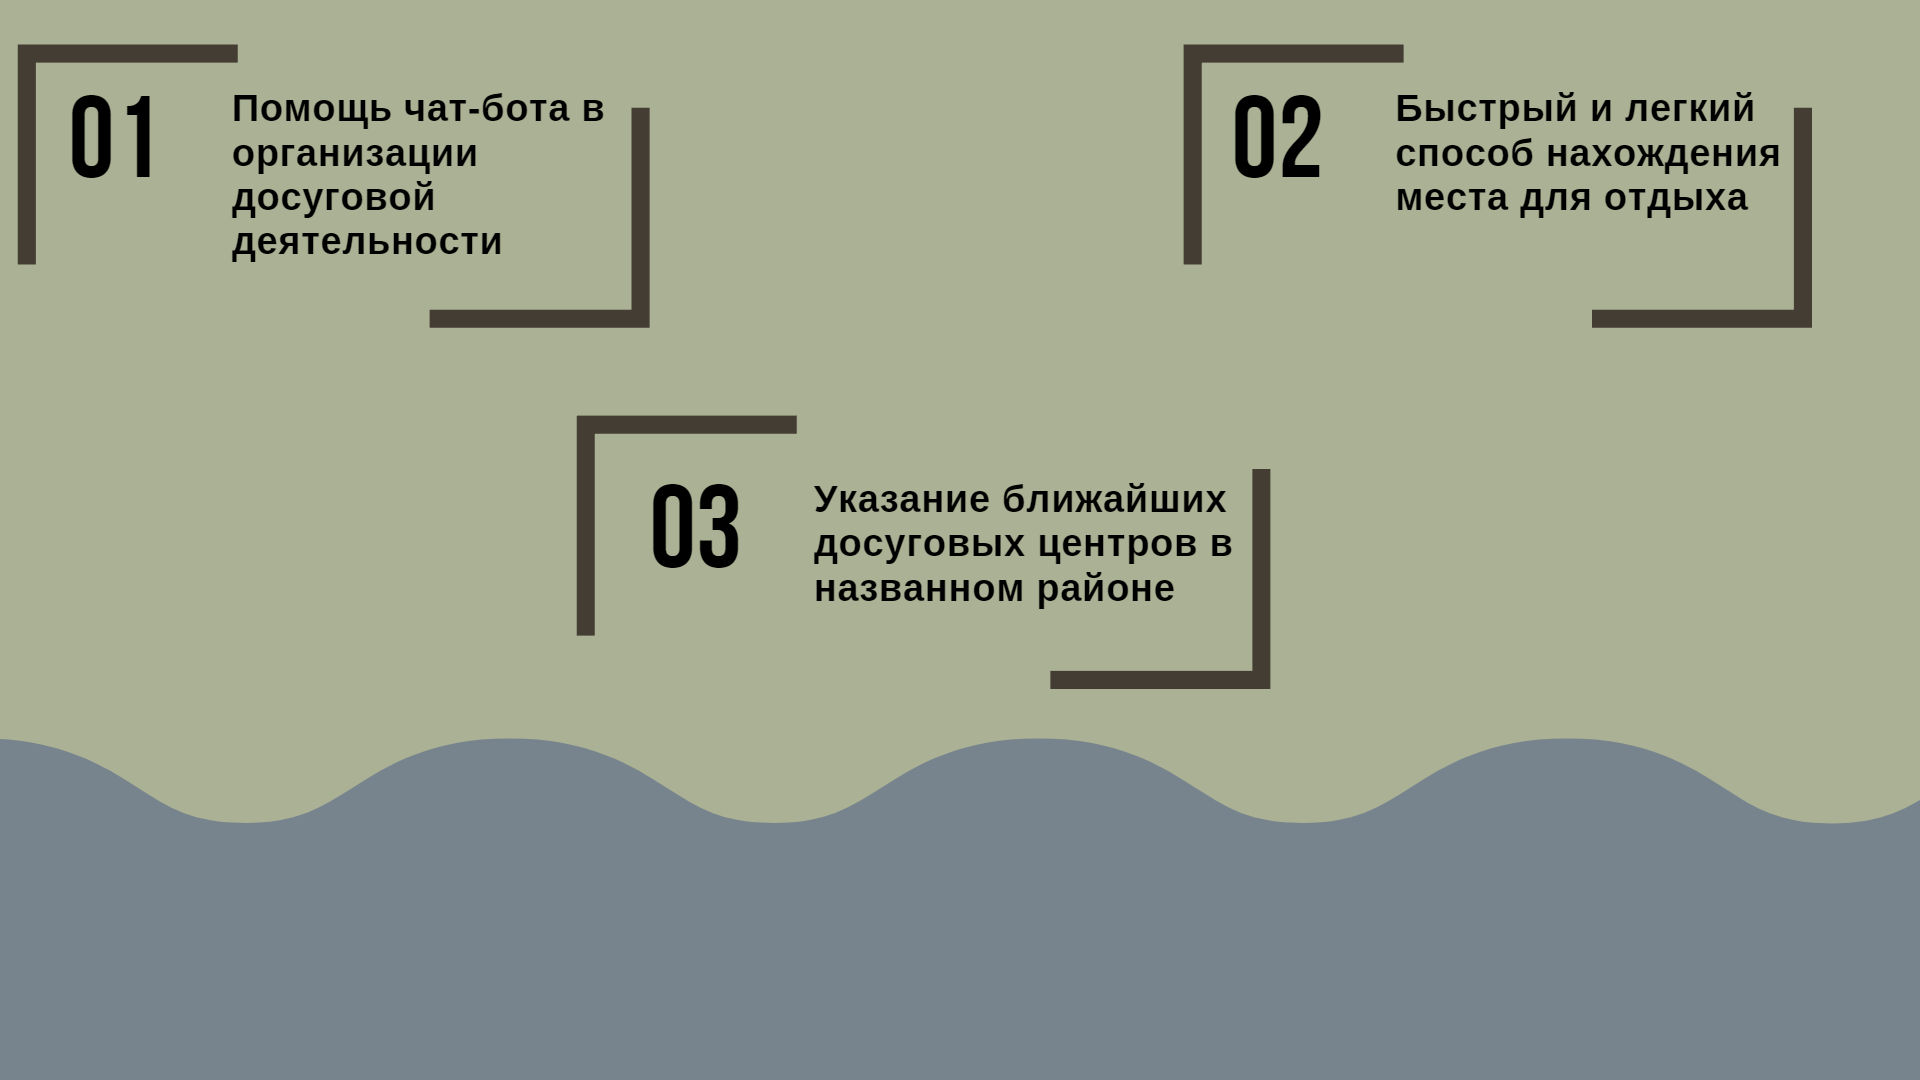 01
Помощь чат-бота в
организации
досуговой
деятельности
02
Быстрый и легкий
способ нахождения
места для отдыха
03
Указание ближайших
досуговых центров в
названном районе